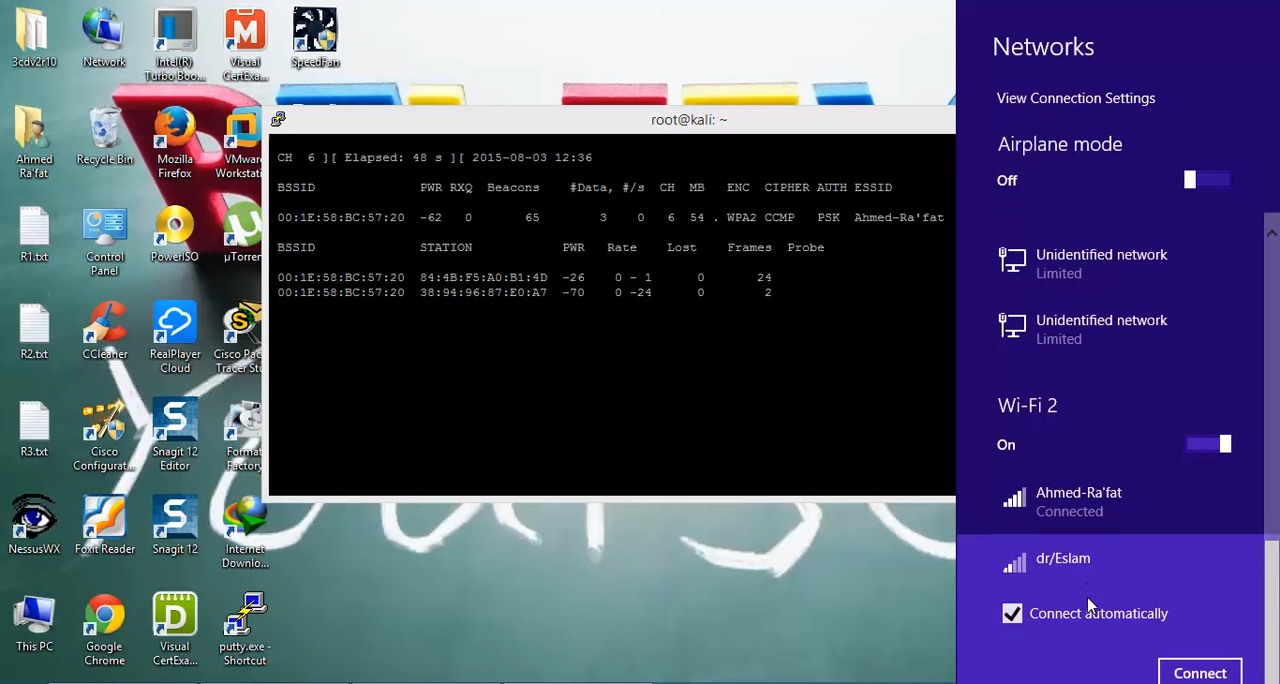 3cdv2r10
Network
Intel(R)
Turbo Boo...
Visual
CertExa...
SpeedFan
Ahmed
Ra'fat
Recycle Bin
Mozilla
Firefox
VMware
Workstati...
R1.txt
Control
Panel
PowerISO
µTorren
R2.txt
CCleaner
RealPlayer
Cloud
Cisco Pac
Tracer Stu
R3.txt
Cisco
Configurat...
Snagit 12
Editor
Format
Factory
NessusWX
Foxit Reader
Snagit 12
Internet
Downlo...
This PC
Google
Chrome
Visual
CertExa...
putty.exe -
Shortcut
root@kali: ~
CH 6 ][ Elapsed: 48 s ][ 2015-08-03 12:36
BSSID PWR RXQ Beacons #Data, #/s CH MB ENC CIPHER AUTH ESSID
00:1E:58:BC:57:20 -62 0 65 3 0 6 54 . WPA2 CCMP PSK Ahmed-Ra'fat
BSSID STATION PWR Rate Lost Frames Probe
00:1E:58:BC:57:20 84:4B:F5:A0:B1:4D -26 0 - 1 0 24
00:1E:58:BC:57:20 38:94:96:87:E0:A7 -70 0 -24 0 2
Networks
View Connection Settings
Airplane mode
Off
Unidentified network
Limited
Unidentified network
Limited
Wi-Fi 2
On
Ahmed-Ra'fat
Connected
dr/Eslam
Connect automatically
Connect